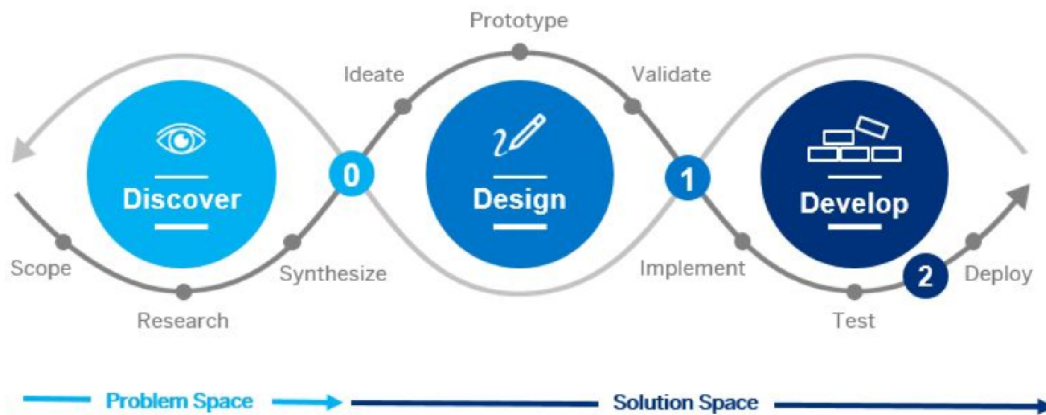 Prototype
Ideate
Validate
Discover
0
Design
1
Develop
Scope
Synthesize
Implement
2
Deploy
Research
Test
Problem Space
Solution Space